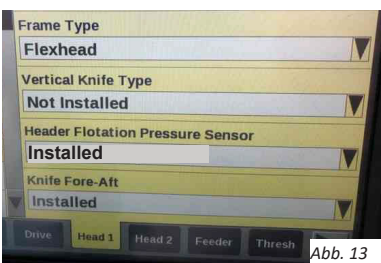 Frame Type
Flexhead
Vertical Knife Type
Not Installed
Header Flotation Pressure Sensor
Installed
Knife Fore-Aft
Installed
Drive Head 1 Head 2 Feeder Thresh
Abb. 13